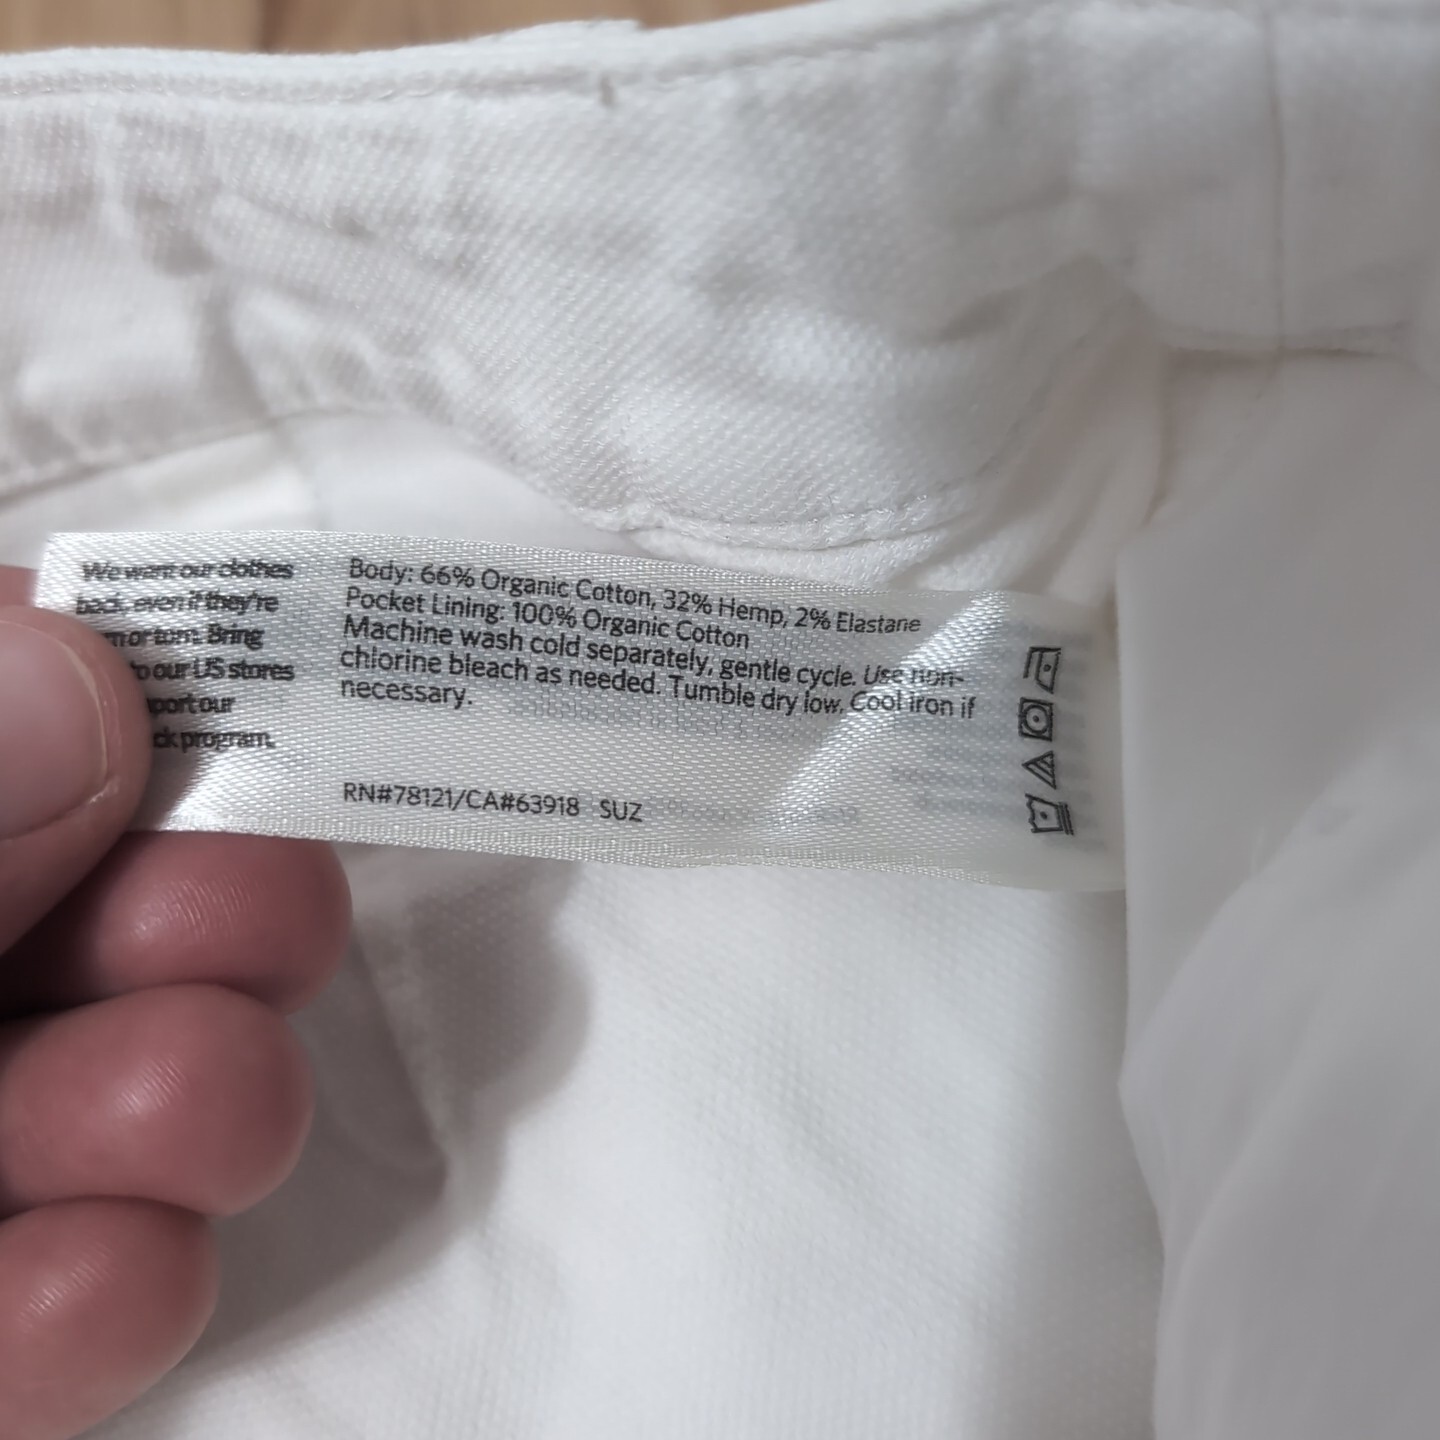 We want our clothes
back, even if they're
or torn. Bring
to our US stores
our
program.
Body: 66% Organic Cotton, 32% Hemp, 2% Elastane
Pocket Lining: 100% Organic Cotton
Machine wash cold separately, gentle cycle. Use non-
chlorine bleach as needed. Tumble dry low. Cool iron if
necessary.
RN#78121/CA#63918 SUZ